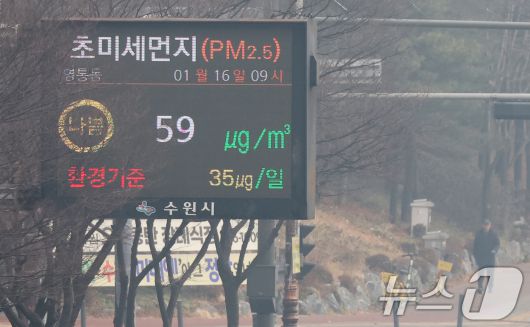 초미세먼지(PM2.5)
영통동 01 월 16 일 09 시
나쁨 59 µg/m³
환경기준 35µg/일
수원시
뉴스